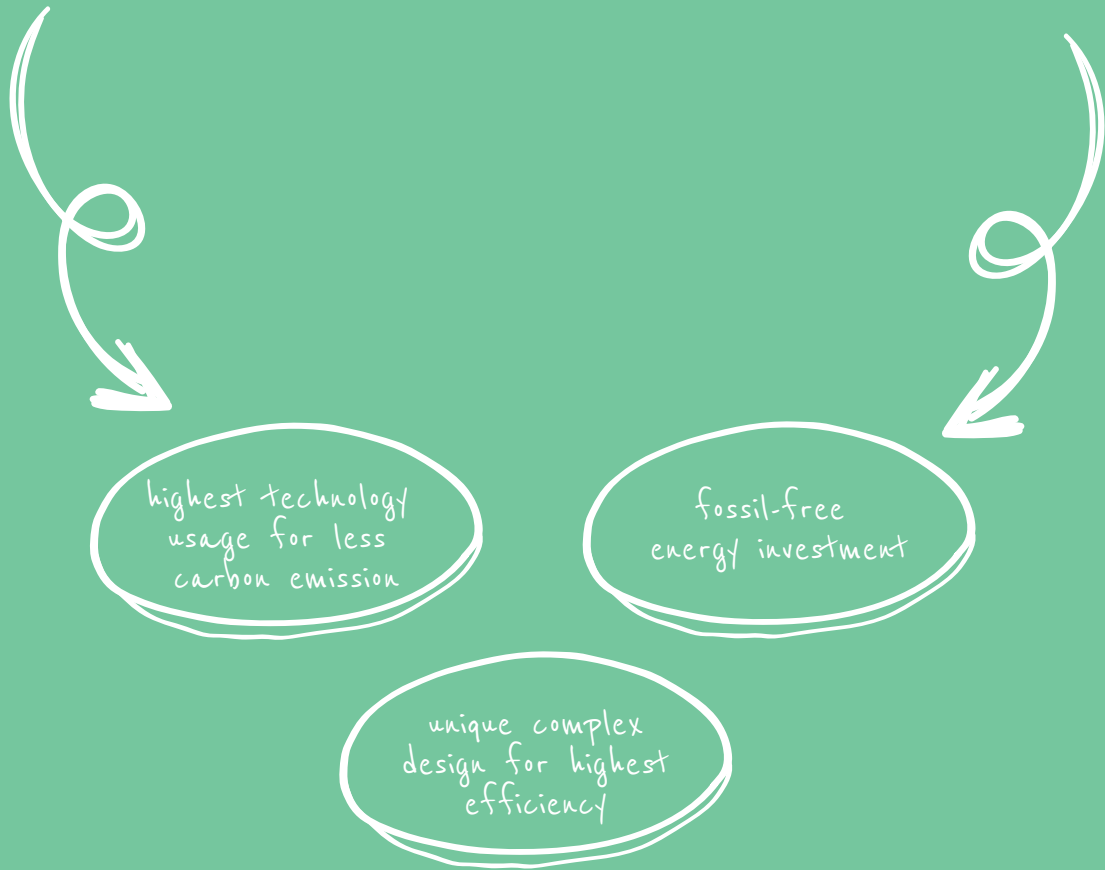 highest technology
usage for less
carbon emission
fossil-free
energy investment
unique complex
design for highest
efficiency